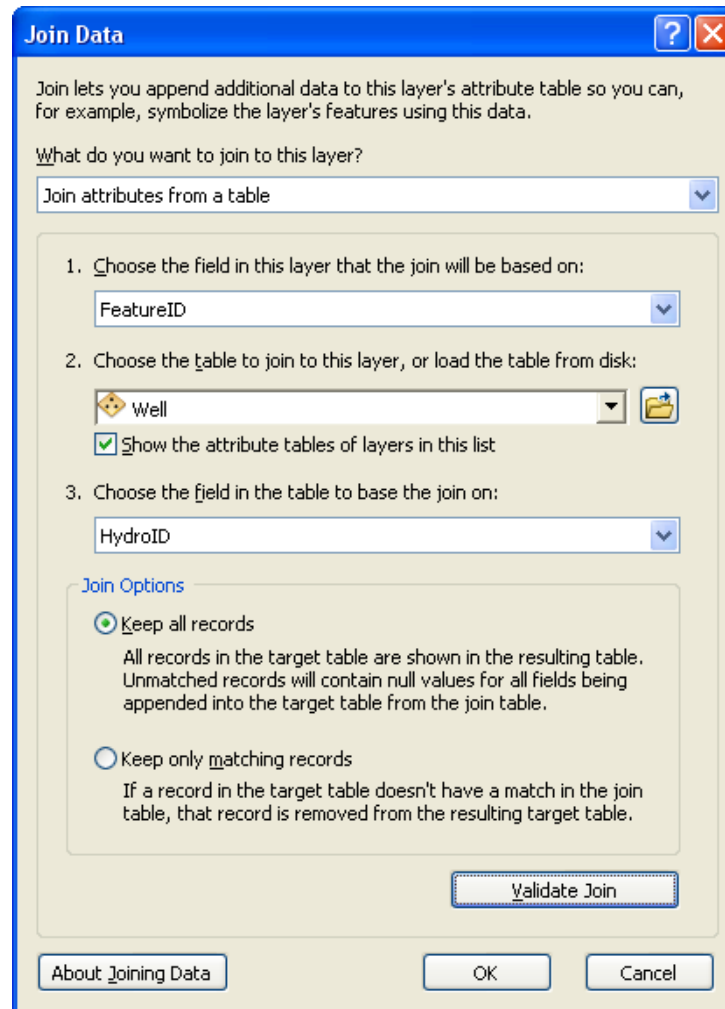 Join Data
Join lets you append additional data to this layer's attribute table so you can,
for example, symbolize the layer's features using this data.
What do you want to join to this layer?
Join attributes from a table
1. Choose the field in this layer that the join will be based on:
FeatureID
2. Choose the table to join to this layer, or load the table from disk:
Well
Show the attribute tables of layers in this list
3. Choose the field in the table to base the join on:
HydroID
Join Options
Keep all records
All records in the target table are shown in the resulting table.
Unmatched records will contain null values for all fields being
appended into the target table from the join table.
Keep only matching records
If a record in the target table doesn't have a match in the join
table, that record is removed from the resulting target table.
Validate Join
About Joining Data
OK
Cancel